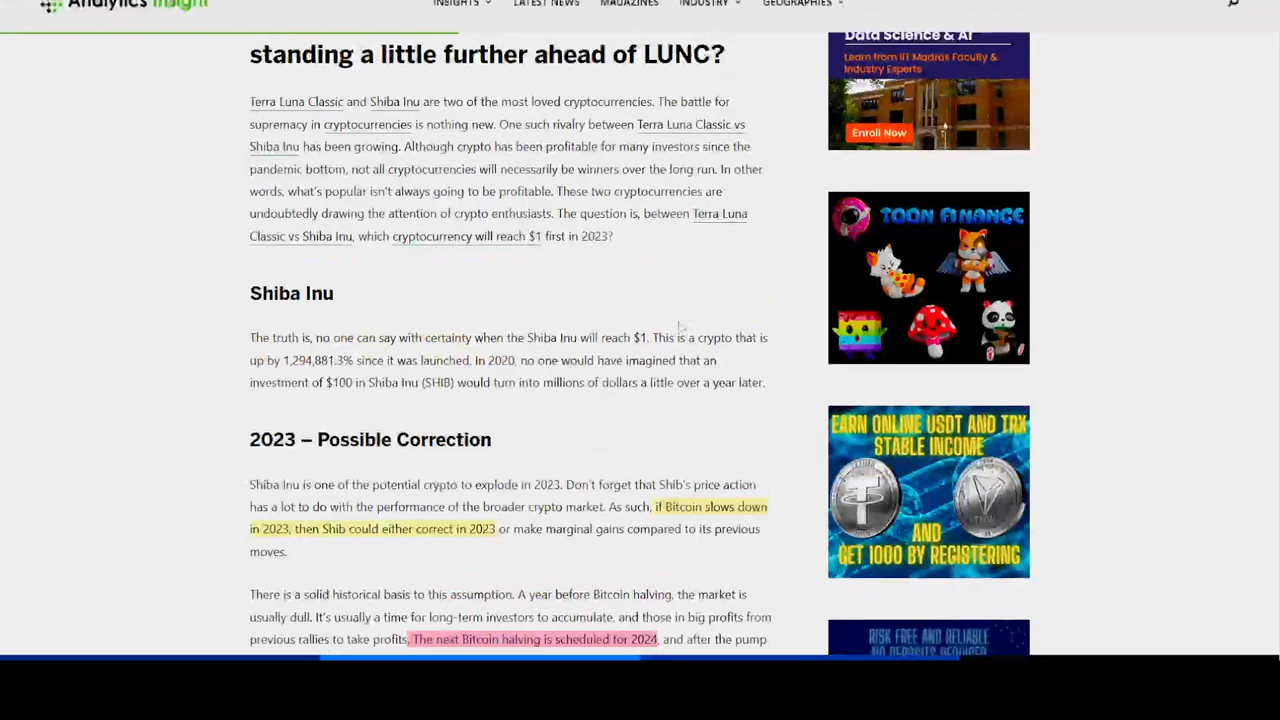 Analytics Insight
INSIGHTS LATEST NEWS MAGAZINES INDUSTRY GEOGRAPHIES
standing a little further ahead of LUNC?
Terra Luna Classic and Shiba Inu are two of the most loved cryptocurrencies. The battle for
supremacy in cryptocurrencies is nothing new. One such rivalry between Terra Luna Classic vs
Shiba Inu has been growing. Although crypto has been profitable for many investors since the
pandemic bottom, not all cryptocurrencies will necessarily be winners over the long run. In other
words, what's popular isn't always going to be profitable. These two cryptocurrencies are
undoubtedly drawing the attention of crypto enthusiasts. The question is, between Terra Luna
Classic vs Shiba Inu, which cryptocurrency will reach $1 first in 2023?
Shiba Inu
The truth is, no one can say with certainty when the Shiba Inu will reach $1. This is a crypto that is
up by 1,294,881.3% since it was launched. In 2020, no one would have imagined that an
investment of $100 in Shiba Inu (SHIB) would turn into millions of dollars a little over a year later.
2023 – Possible Correction
Shiba Inu is one of the potential crypto to explode in 2023. Don't forget that Shib's price action
has a lot to do with the performance of the broader crypto market. As such, if Bitcoin slows down
in 2023, then Shib could either correct in 2023 or make marginal gains compared to its previous
moves.
There is a solid historical basis to this assumption. A year before Bitcoin halving, the market is
usually dull. It's usually a time for long-term investors to accumulate, and those in big profits from
previous rallies to take profits. The next Bitcoin halving is scheduled for 2024, and after the pump
Data Science & AI
Learn from IIT Madras Faculty &
Industry Experts
Enroll Now
TOON FINANCE
EARN ONLINE USDT AND TRX
STABLE INCOME
AND
GET 1000 BY REGISTERING
RISK FREE AND RELIABLE
NO DEPOSITS REQUIRED